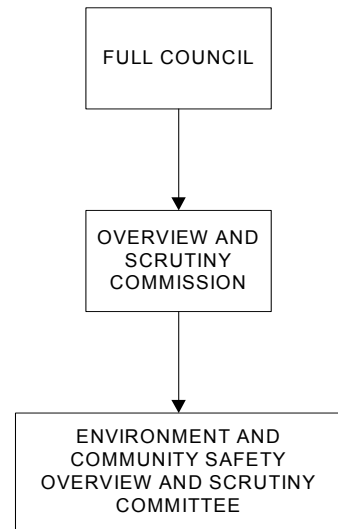 FULL COUNCIL
OVERVIEW AND
SCRUTINY
COMMISSION
ENVIRONMENT AND
COMMUNITY SAFETY
OVERVIEW AND SCRUTINY
COMMITTEE